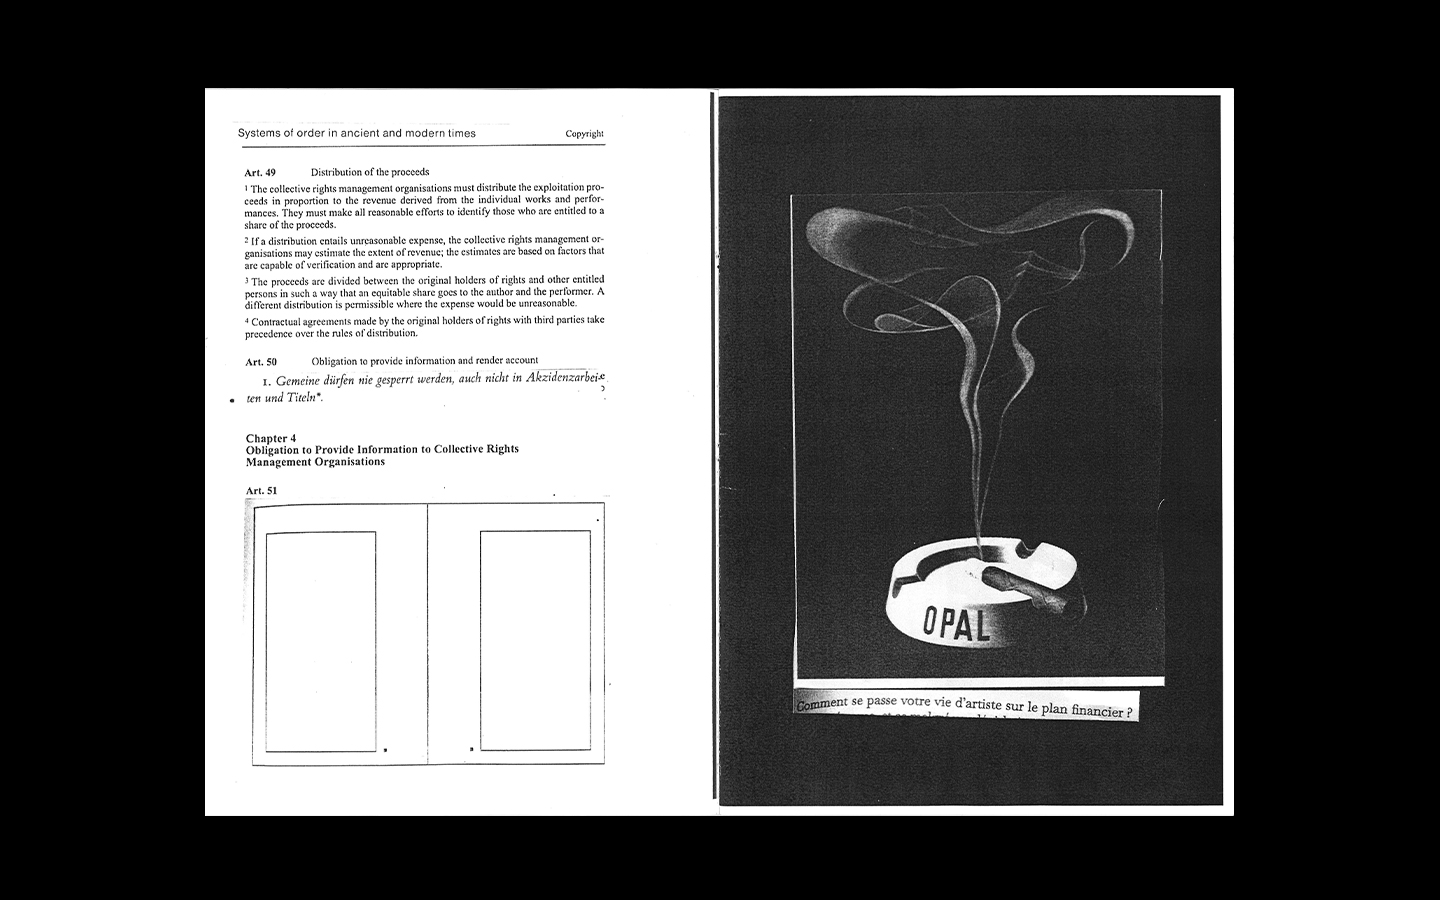 Systems of order in ancient and modern times Copyright
Art. 49 Distribution of the proceeds
1 The collective rights management organisations must distribute the exploitation pro-
ceeds in proportion to the revenue derived from the individual works and perfor-
mances. They must make all reasonable efforts to identify those who are entitled to a
share of the proceeds.
2 If a distribution entails unreasonable expense, the collective rights management or-
ganisations may estimate the extent of revenue; the estimates are based on factors that
are capable of verification and are appropriate.
3 The proceeds are divided between the original holders of rights and other entitled
persons in such a way that an equitable share goes to the author and the performer. A
different distribution is permissible where the expense would be unreasonable.
4 Contractual agreements made by the original holders of rights with third parties take
precedence over the rules of distribution.
Art. 50 Obligation to provide information and render account
1. Gemeine dürfen nie gesperrt werden, auch nicht in Akzidenzarbei-
ten und Titeln*.
Chapter 4
Obligation to Provide Information to Collective Rights
Management Organisations
Art. 51
OPAL
Comment se passe votre vie d'artiste sur le plan financier ?